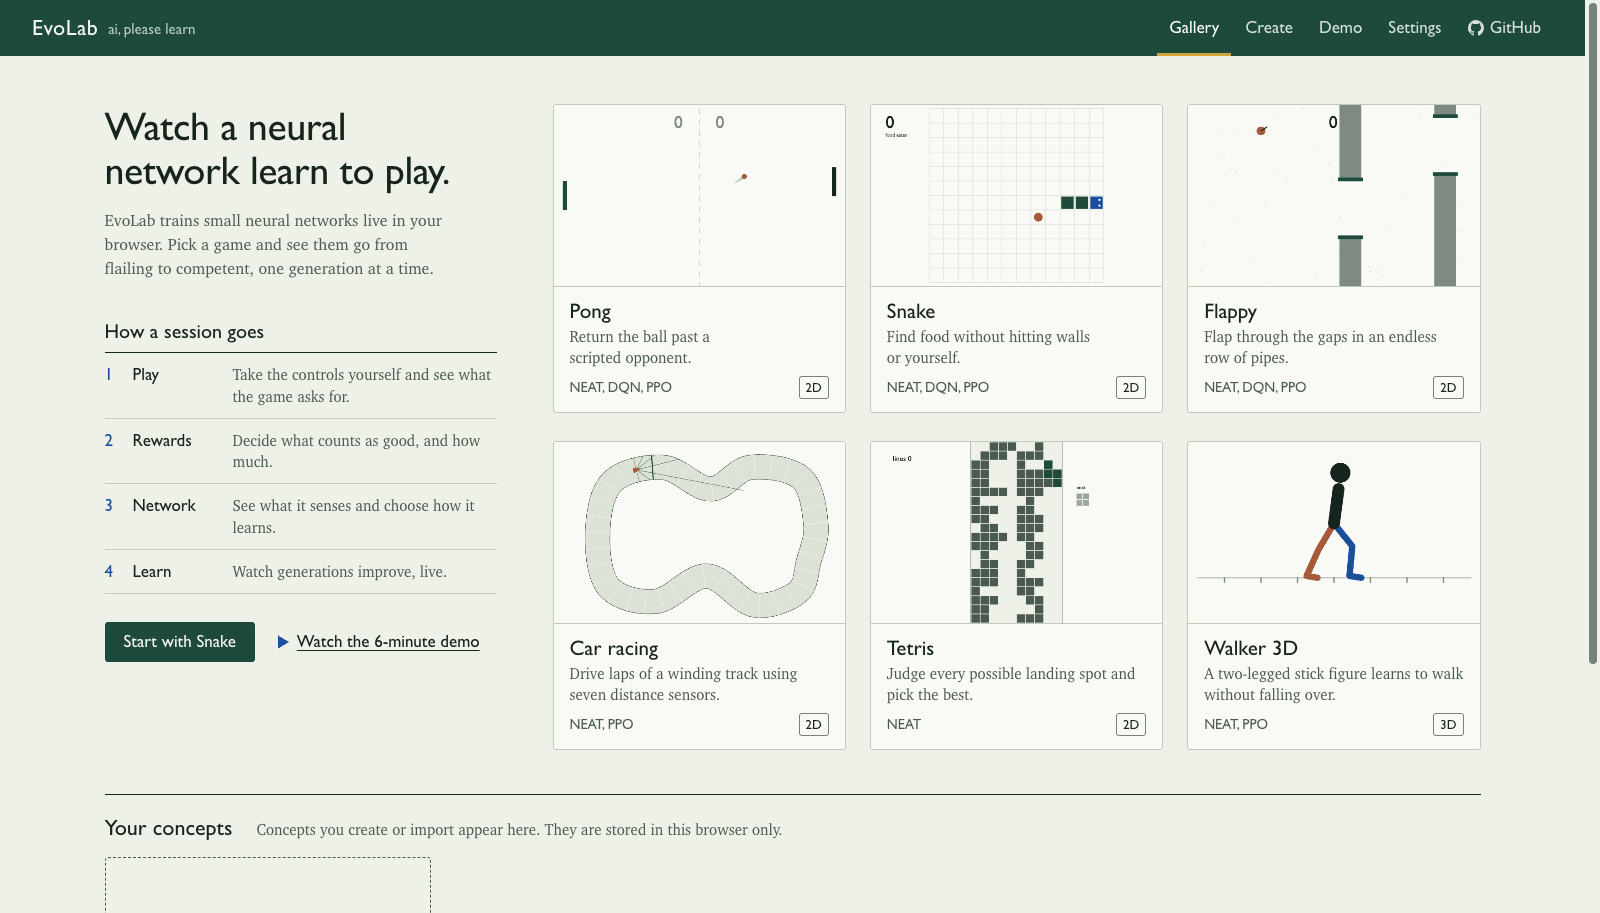 EvoLab ai, please learn
Gallery Create Demo Settings GitHub
Watch a neural
network learn to play.
EvoLab trains small neural networks live in your
browser. Pick a game and see them go from
flailing to competent, one generation at a time.
How a session goes
1 Play Take the controls yourself and see what
the game asks for.
2 Rewards Decide what counts as good, and how
much.
3 Network See what it senses and choose how it
learns.
4 Learn Watch generations improve, live.
Start with Snake Watch the 6-minute demo
0 0
Pong
Return the ball past a
scripted opponent.
NEAT, DQN, PPO 2D
0
food eaten
Snake
Find food without hitting walls
or yourself.
NEAT, DQN, PPO 2D
0
Flappy
Flap through the gaps in an endless
row of pipes.
NEAT, DQN, PPO 2D
Car racing
Drive laps of a winding track using
seven distance sensors.
NEAT, PPO 2D
lines 0
next
Tetris
Judge every possible landing spot and
pick the best.
NEAT 2D
Walker 3D
A two-legged stick figure learns to walk
without falling over.
NEAT, PPO 3D
Your concepts Concepts you create or import appear here. They are stored in this browser only.